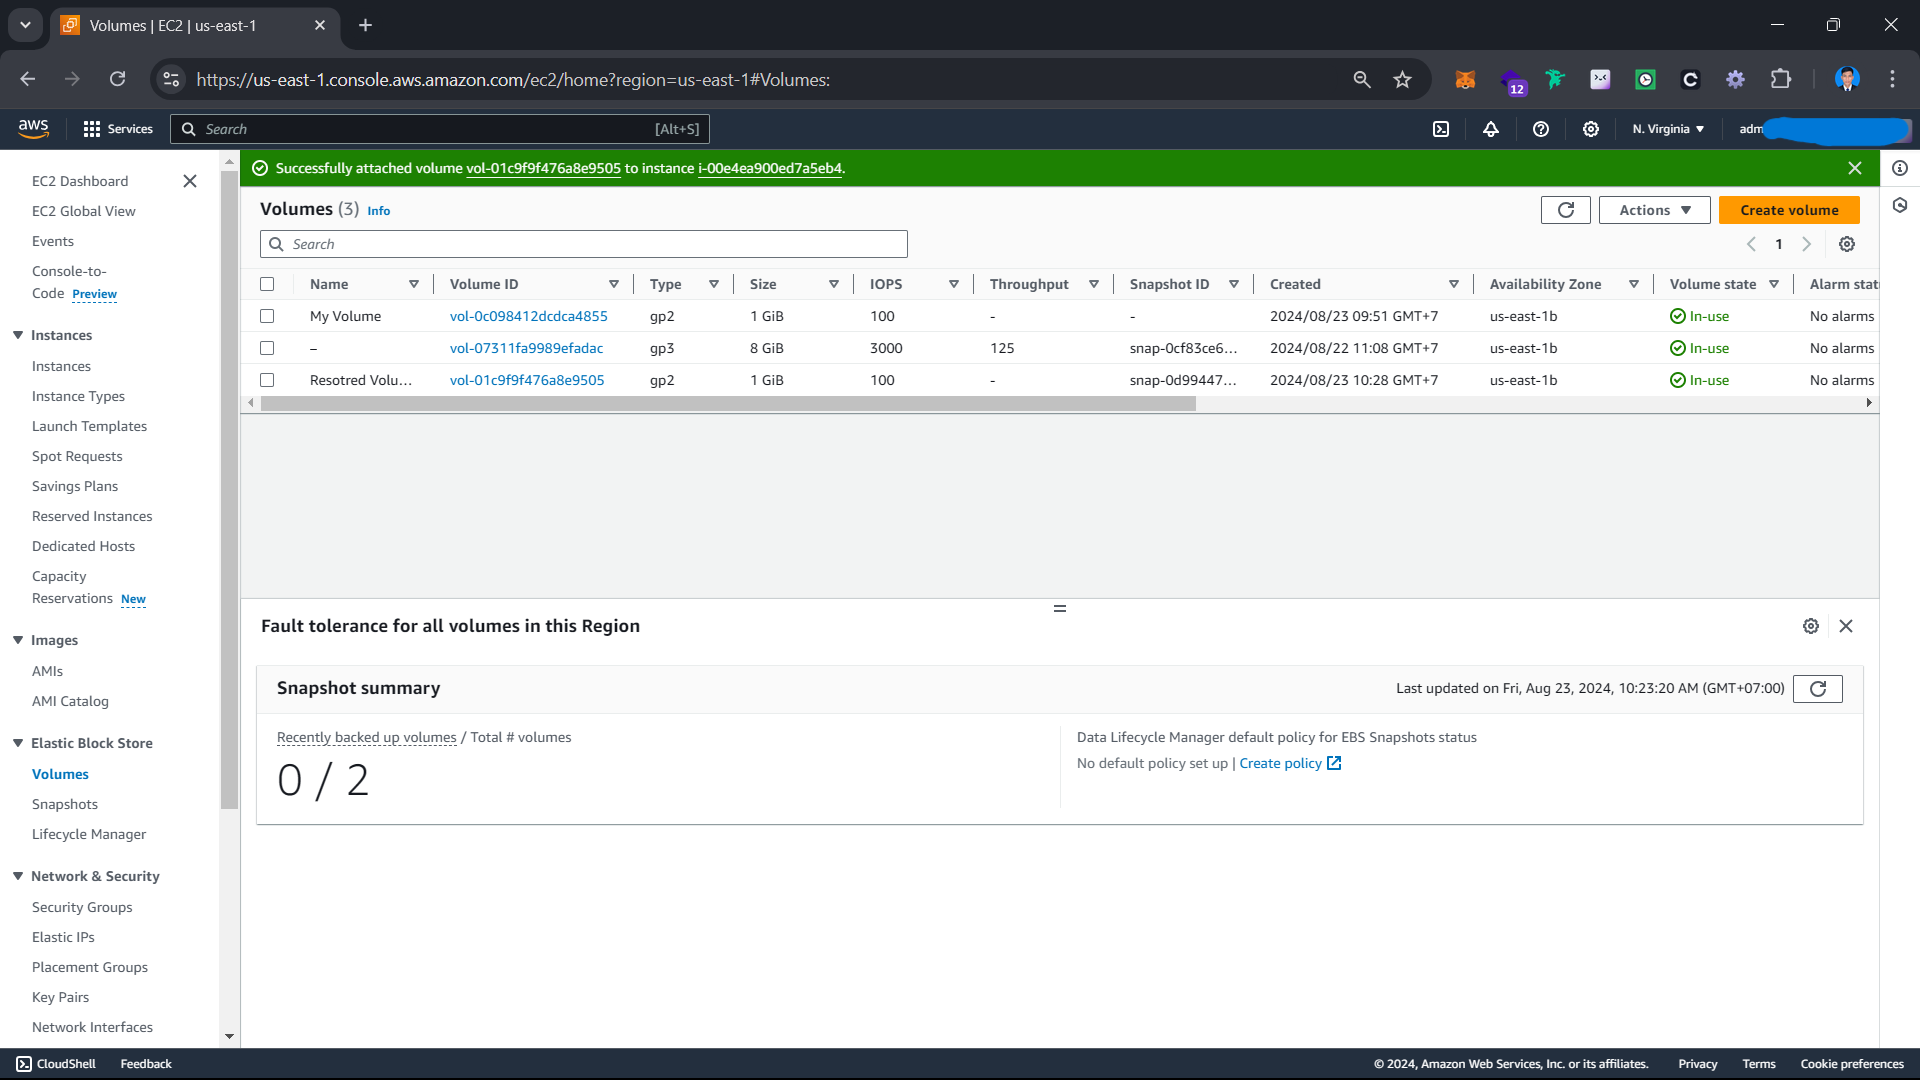 Volumes | EC2 | us-east-1
https://us-east-1.console.aws.amazon.com/ec2/home?region=us-east-1#Volumes:
12
aws
Services
Search
[Alt+S]
N. Virginia
adm
EC2 Dashboard
EC2 Global View
Events
Console-to-
Code Preview
Instances
Instances
Instance Types
Launch Templates
Spot Requests
Savings Plans
Reserved Instances
Dedicated Hosts
Capacity
Reservations New
Images
AMIs
AMI Catalog
Elastic Block Store
Volumes
Snapshots
Lifecycle Manager
Network & Security
Security Groups
Elastic IPs
Placement Groups
Key Pairs
Network Interfaces
Successfully attached volume vol-01c9f9f476a8e9505 to instance i-00e4ea900ed7a5eb4.
Volumes (3) Info
Actions
Create volume
Search
1
Name Volume ID Type Size IOPS Throughput Snapshot ID Created Availability Zone Volume state Alarm stat
My Volume vol-0c098412dcdca4855 gp2 1 GiB 100 - - 2024/08/23 09:51 GMT+7 us-east-1b In-use No alarms
– vol-07311fa9989efadac gp3 8 GiB 3000 125 snap-0cf83ce6... 2024/08/22 11:08 GMT+7 us-east-1b In-use No alarms
Resotred Volu... vol-01c9f9f476a8e9505 gp2 1 GiB 100 - snap-0d99447... 2024/08/23 10:28 GMT+7 us-east-1b In-use No alarms
Fault tolerance for all volumes in this Region
Snapshot summary
Last updated on Fri, Aug 23, 2024, 10:23:20 AM (GMT+07:00)
Recently backed up volumes / Total # volumes
0 / 2
Data Lifecycle Manager default policy for EBS Snapshots status
No default policy set up | Create policy
CloudShell
Feedback
© 2024, Amazon Web Services, Inc. or its affiliates.
Privacy
Terms
Cookie preferences